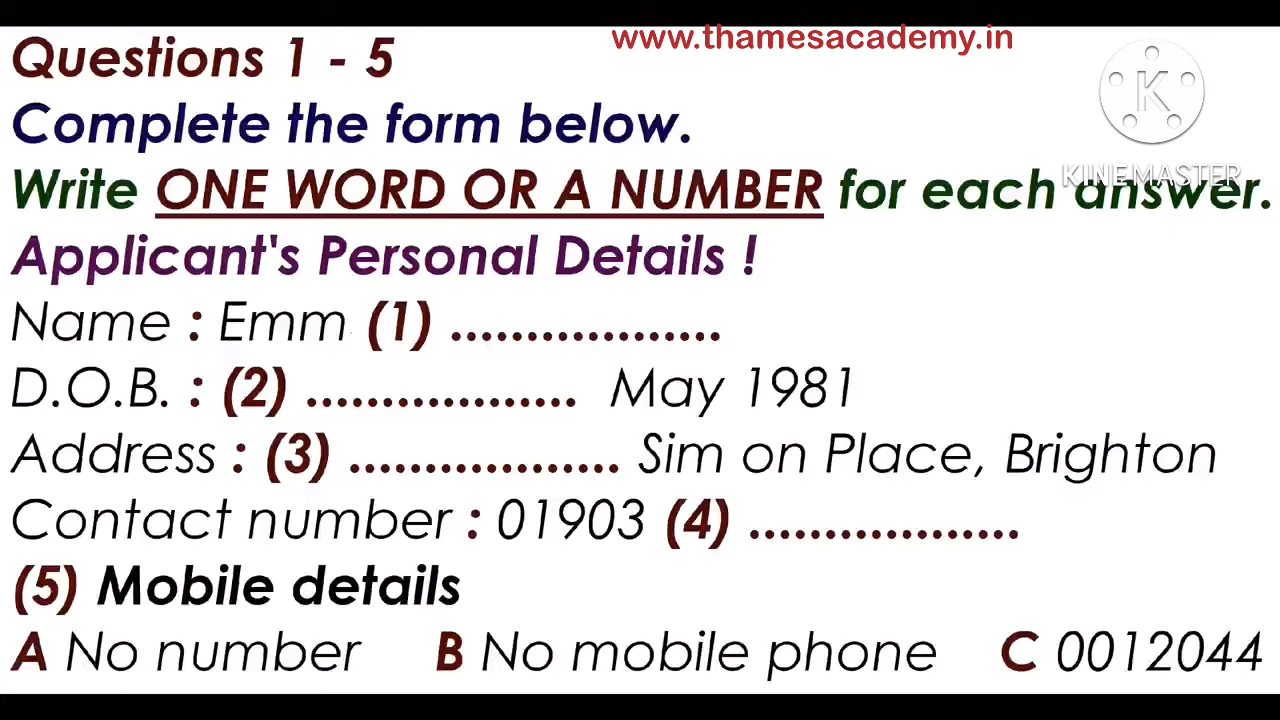 www.thamesacademy.in
Questions 1 - 5
K
Complete the form below.
KINEMASTER
Write ONE WORD OR A NUMBER for each answer.
Applicant's Personal Details !
Name : Emm (1) ..................
D.O.B. : (2) .................. May 1981
Address : (3) .................. Sim on Place, Brighton
Contact number : 01903 (4) ..................
(5) Mobile details
A No number B No mobile phone C 0012044